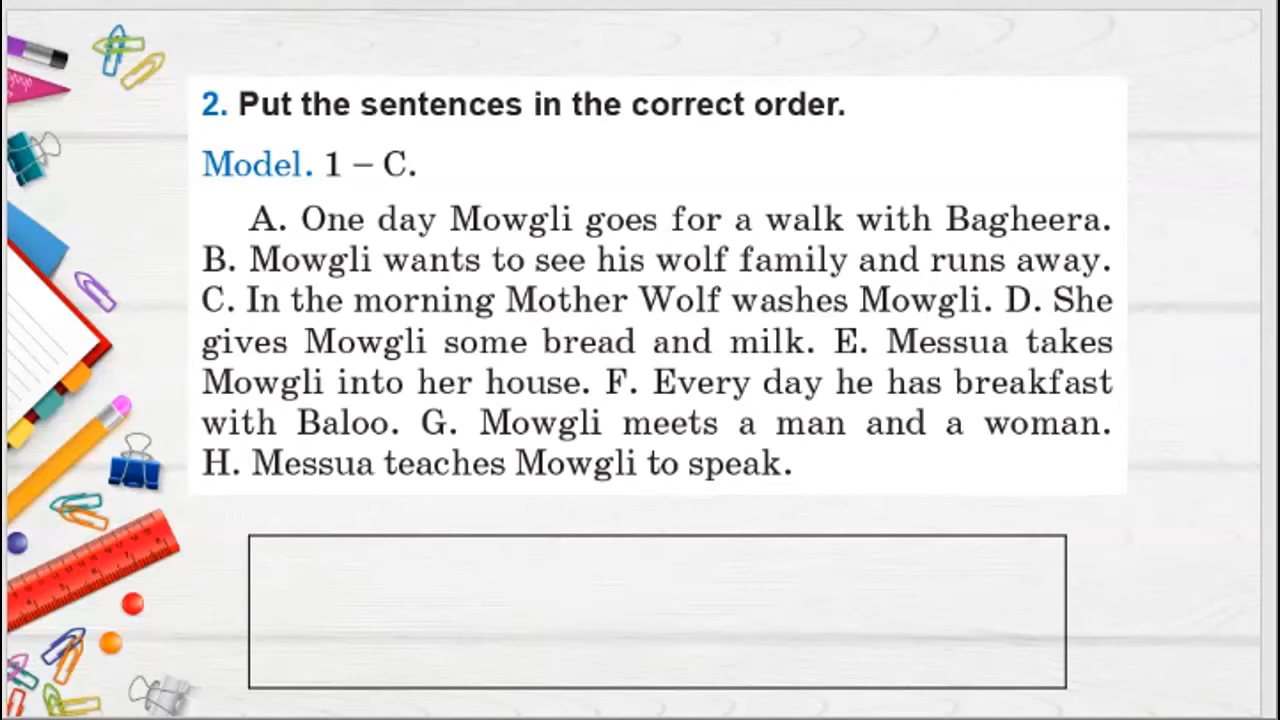 2. Put the sentences in the correct order.
Model. 1 – C.
A. One day Mowgli goes for a walk with Bagheera.
B. Mowgli wants to see his wolf family and runs away.
C. In the morning Mother Wolf washes Mowgli. D. She
gives Mowgli some bread and milk. E. Messua takes
Mowgli into her house. F. Every day he has breakfast
with Baloo. G. Mowgli meets a man and a woman.
H. Messua teaches Mowgli to speak.